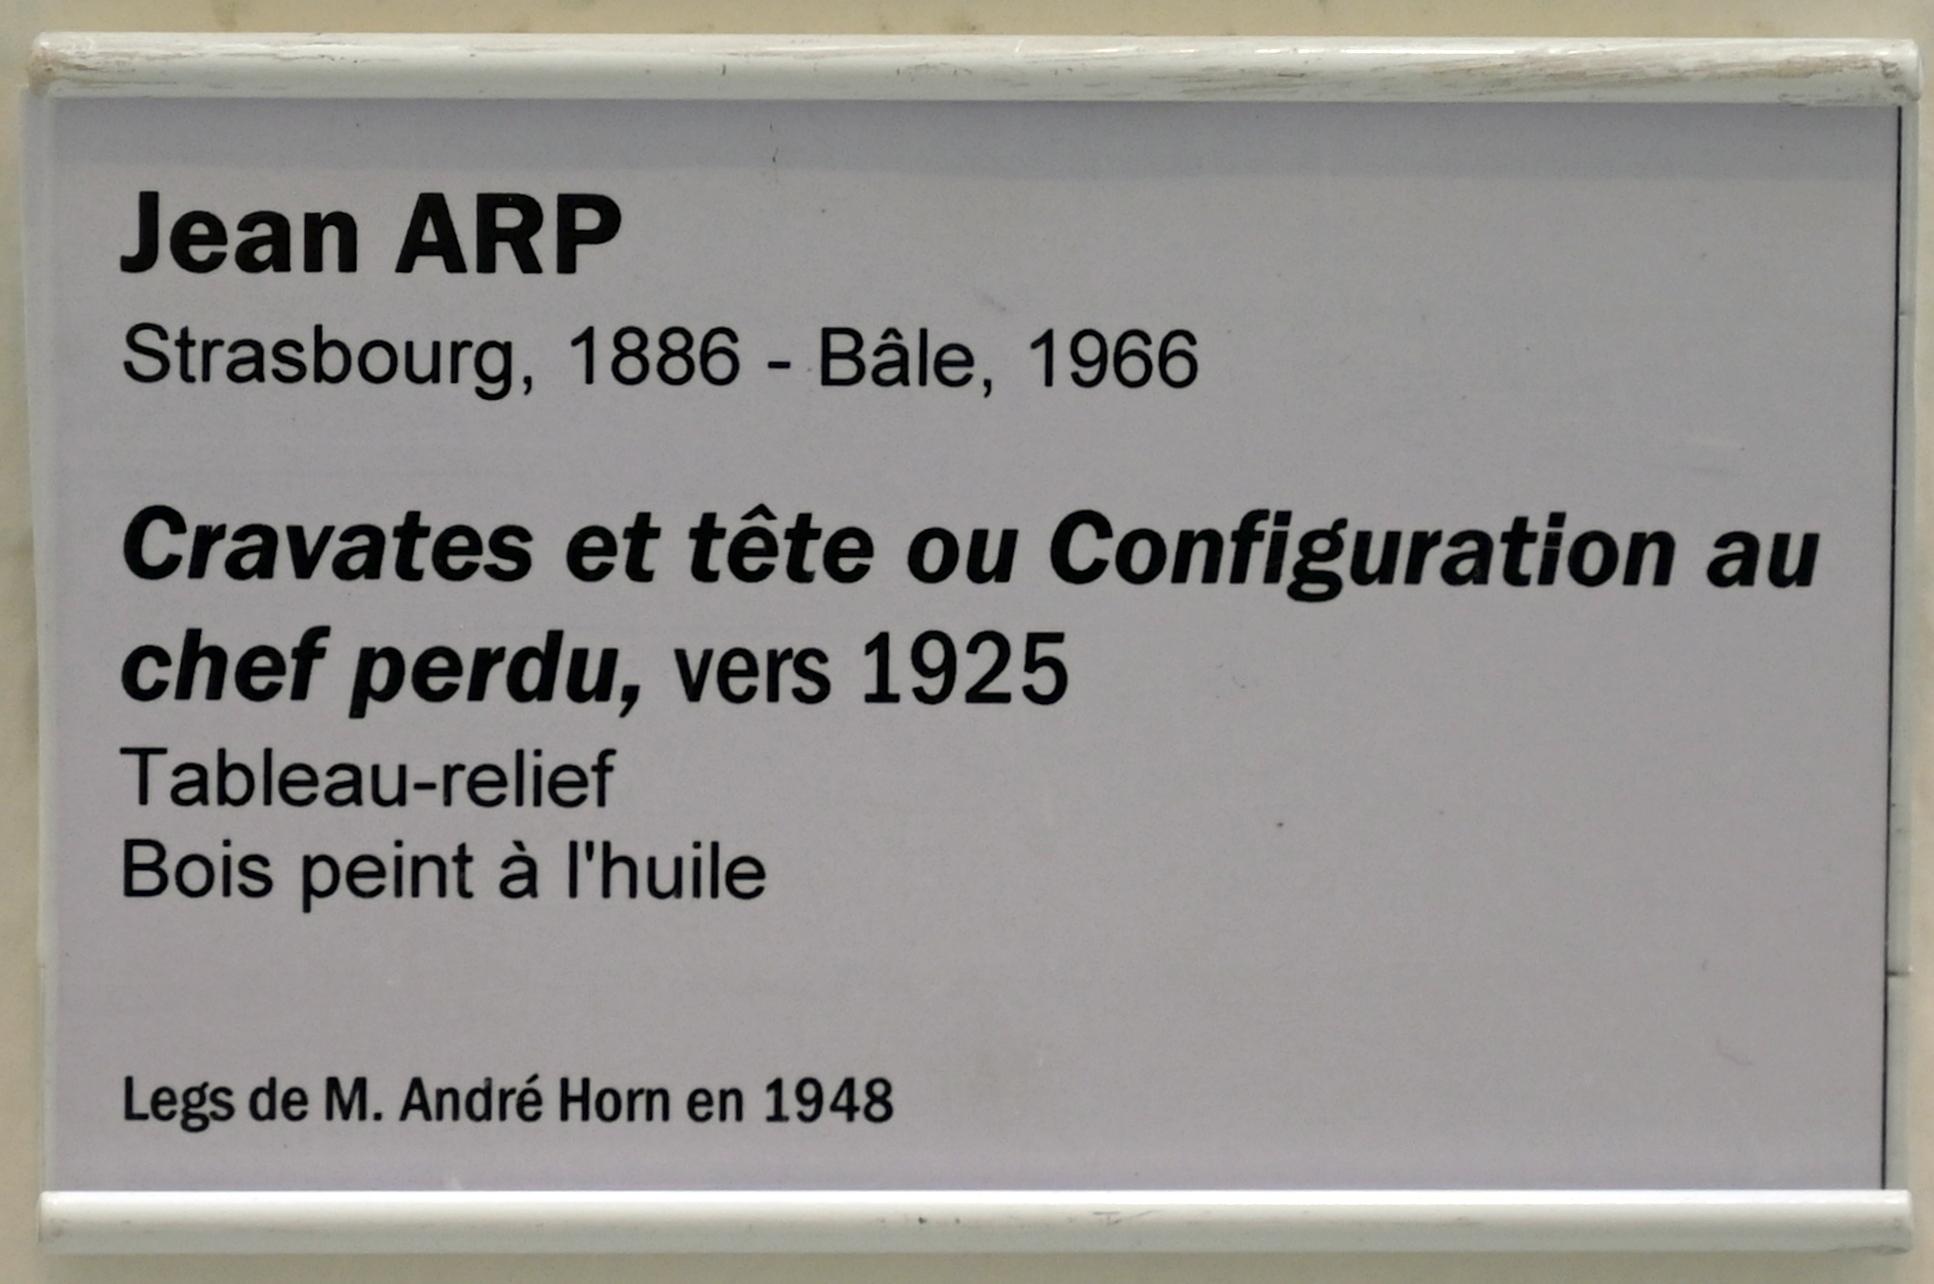 Jean ARP
Strasbourg, 1886 - Bâle, 1966
Cravates et tête ou Configuration au
chef perdu, vers 1925
Tableau-relief
Bois peint à l'huile
Legs de M. André Horn en 1948